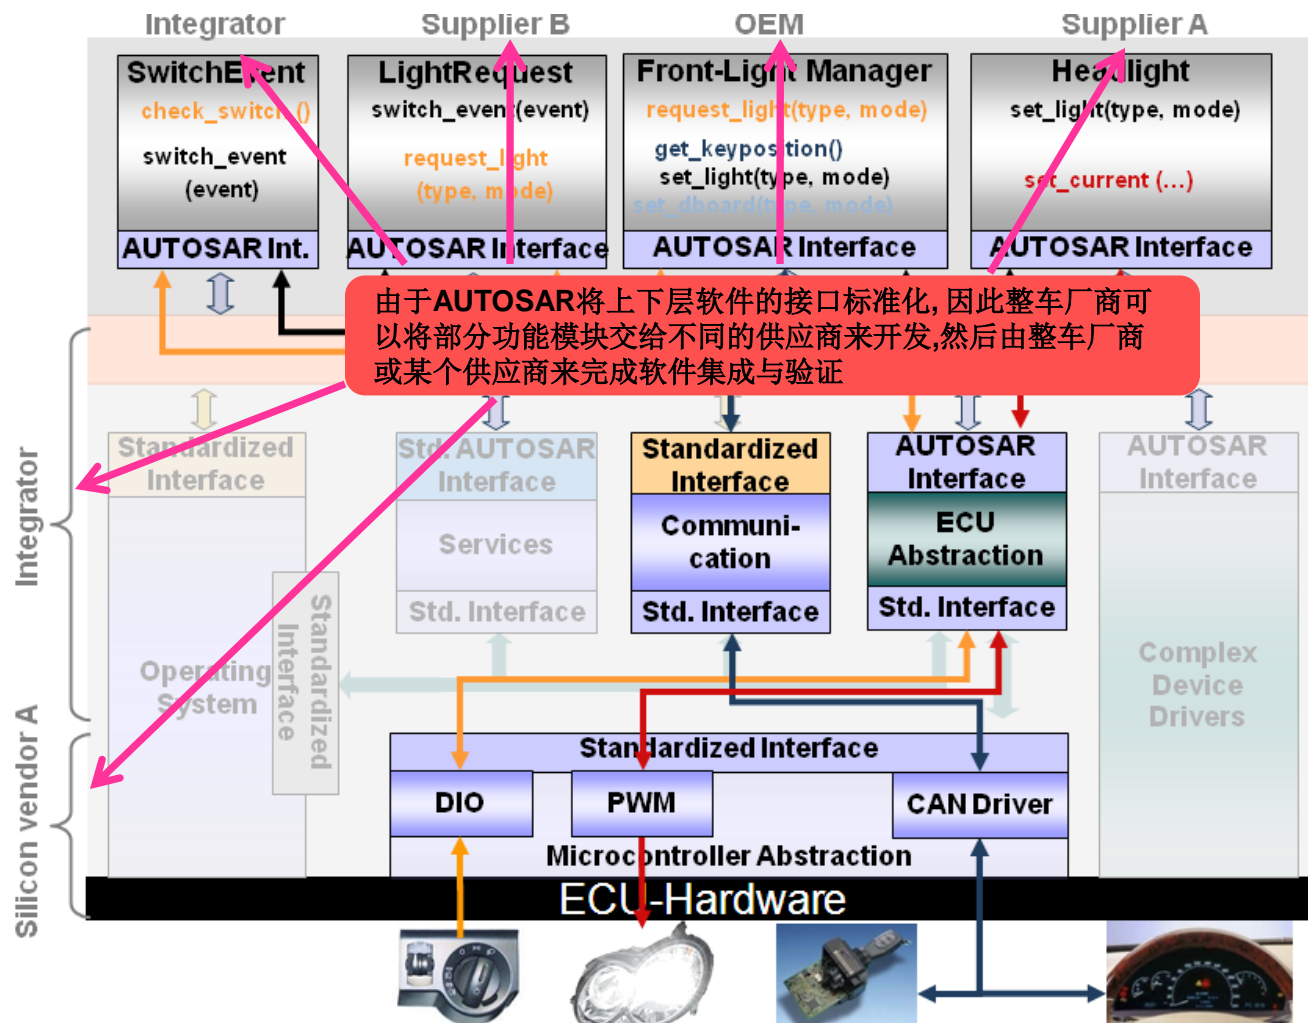 Integrator
Supplier B
OEM
Supplier A
SwitchEvent
check_switch ()
switch_event
(event)
AUTOSAR Int.
LightRequest
switch_event(event)
request_light
(type, mode)
AUTOSAR Interface
Front-Light Manager
request_light(type, mode)
get_keyposition()
set_light(type, mode)
set_dboard(type, mode)
AUTOSAR Interface
Headlight
set_light(type, mode)
set_current (...)
AUTOSAR Interface
由于AUTOSAR将上下层软件的接口标准化, 因此整车厂商可
以将部分功能模块交给不同的供应商来开发,然后由整车厂商
或某个供应商来完成软件集成与验证
Integrator
Standardized
Interface
Operating
System
Standardized
Interface
Std. AUTOSAR
Interface
Services
Std. Interface
Standardized
Interface
Communi-
cation
Std. Interface
AUTOSAR
Interface
ECU
Abstraction
Std. Interface
AUTOSAR
Interface
Complex
Device
Drivers
Silicon vendor A
Standardized Interface
DIO
PWM
CAN Driver
Microcontroller Abstraction
ECU-Hardware